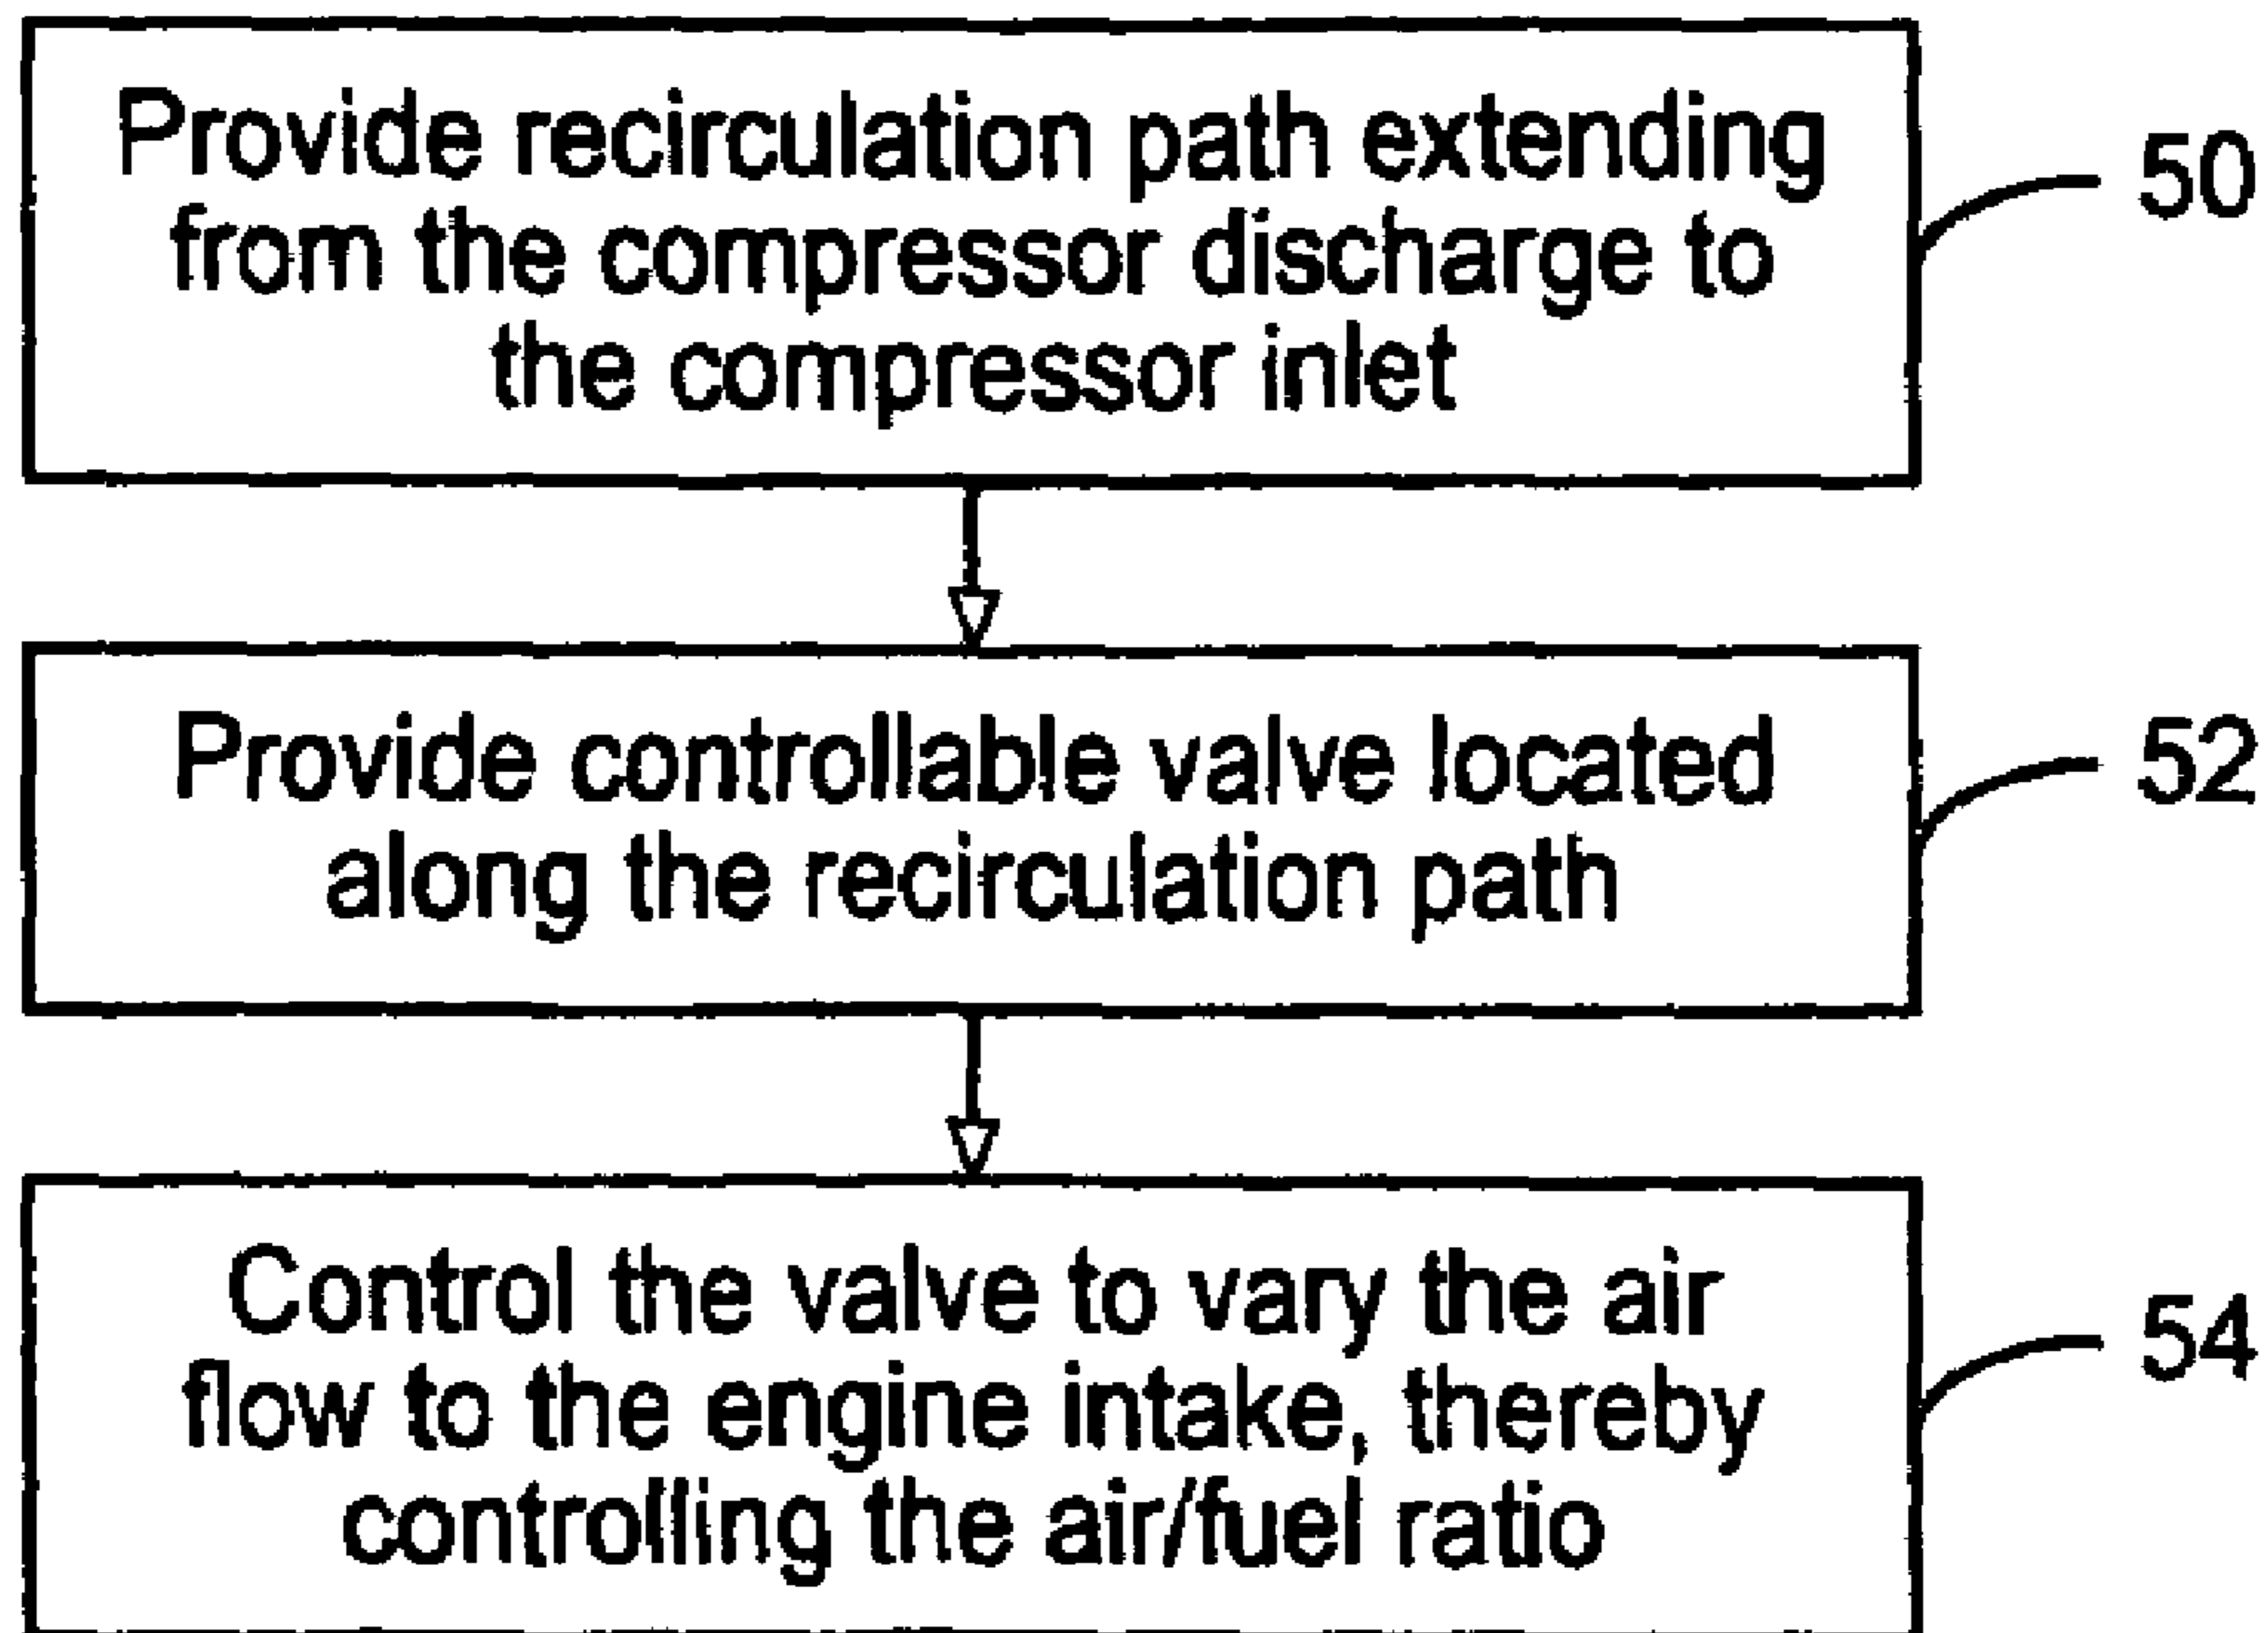 Provide recirculation path extending
from the compressor discharge to
the compressor inlet
50
Provide controllable valve located
along the recirculation path
52
Control the valve to vary the air
flow to the engine intake, thereby
controlling the air/fuel ratio
54